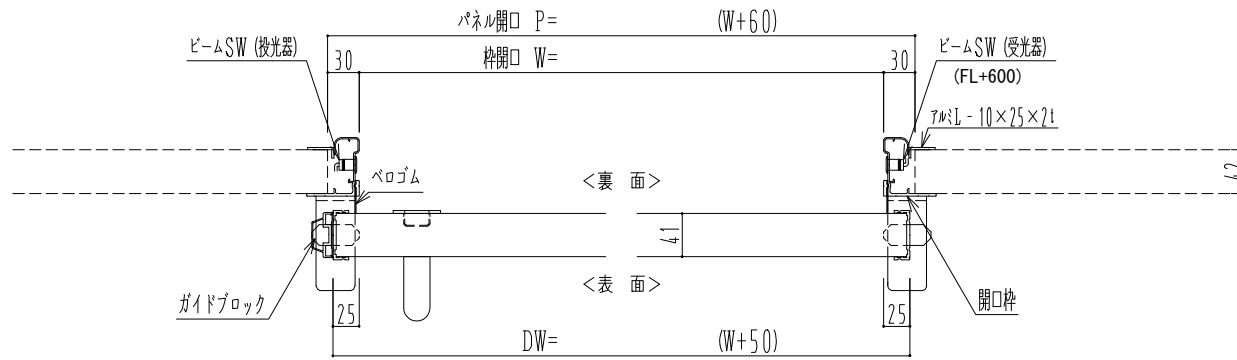 パネル開口 P= (W+60)
ビームSW (投光器)
ビームSW (受光器)
30
枠開口 W=
30
(FL+600)
アルミL - 10×25×2t
ベロゴム
<裏 面>
41
<表 面>
ガイドブロック
開口枠
25
25
DW= (W+50)